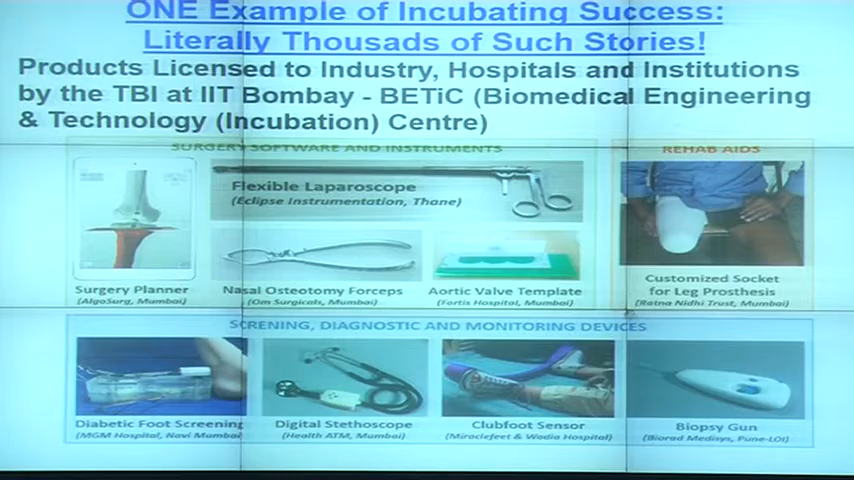 ONE Example of Incubating Success:
Literally Thousads of Such Stories!
Products Licensed to Industry, Hospitals and Institutions
by the TBI at IIT Bombay - BETiC (Biomedical Engineering
& Technology (Incubation) Centre)
SURGERY SOFTWARE AND INSTRUMENTS
REHAB AIDS
Flexible Laparoscope
(Eclipse Instrumentation, Thane)
Surgery Planner
(AlgoSurg, Mumbai)
Nasal Osteotomy Forceps
(Om Surgicals, Mumbai)
Aortic Valve Template
(Fortis Hospital, Mumbai)
Customized Socket
for Leg Prosthesis
(Ratna Nidhi Trust, Mumbai)
SCRENING, DIAGNOSTIC AND MONITORING DEVICES
Diabetic Foot Screening
(MGM Hospital, Navi Mumbai
Digital Stethoscope
(Health ATM, Mumbai)
Clubfoot Sensor
(Miraclefeet & Wadia Hospital)
Biopsy Gun
(Biorad Medisys, Pune-LOI)